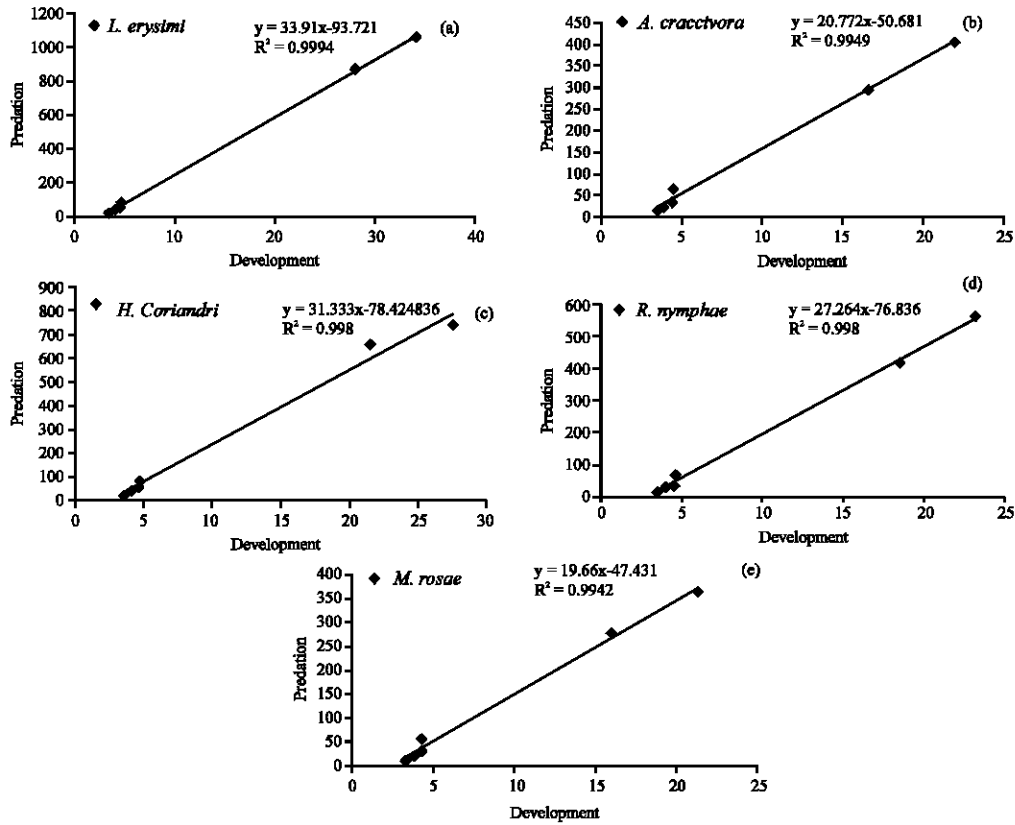 L. erysimi
y = 33.91x-93.721
R² = 0.9994
(a)
Predation
1200
1000
800
600
400
200
0
0 10 20 30 40
Development
A. craccivora
y = 20.772x-50.681
R² = 0.9949
(b)
Predation
450
400
350
300
250
200
150
100
50
0
0 5 10 15 20 25
Development
H. Coriandri
y = 31.333x-78.424836
R² = 0.998
(c)
Predation
900
800
700
600
500
400
300
200
100
0
0 5 10 15 20 25 30
Development
R. nymphae
y = 27.264x-76.836
R² = 0.998
(d)
Predation
600
500
400
300
200
100
0
0 5 10 15 20 25
Development
M. rosae
y = 19.66x-47.431
R² = 0.9942
(e)
Predation
400
350
300
250
200
150
100
50
0
0 5 10 15 20 25
Development